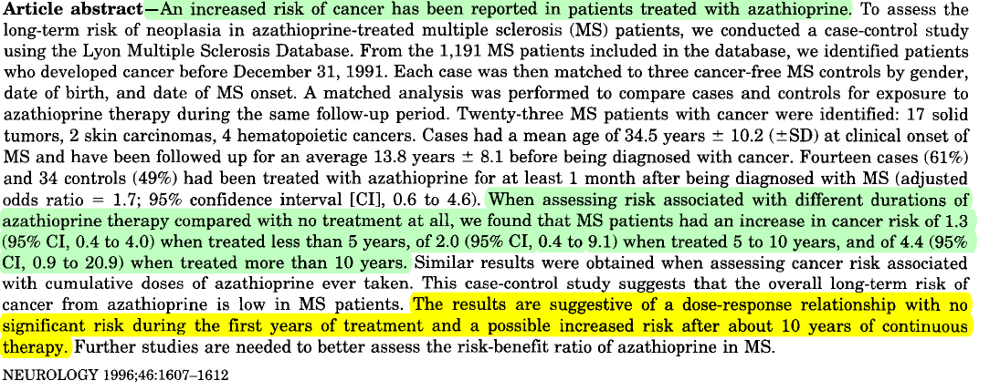 Article abstract—An increased risk of cancer has been reported in patients treated with azathioprine. To assess the
long-term risk of neoplasia in azathioprine-treated multiple sclerosis (MS) patients, we conducted a case-control study
using the Lyon Multiple Sclerosis Database. From the 1,191 MS patients included in the database, we identified patients
who developed cancer before December 31, 1991. Each case was then matched to three cancer-free MS controls by gender,
date of birth, and date of MS onset. A matched analysis was performed to compare cases and controls for exposure to
azathioprine therapy during the same follow-up period. Twenty-three MS patients with cancer were identified: 17 solid
tumors, 2 skin carcinomas, 4 hematopoietic cancers. Cases had a mean age of 34.5 years ± 10.2 (±SD) at clinical onset of
MS and have been followed up for an average 13.8 years ± 8.1 before being diagnosed with cancer. Fourteen cases (61%)
and 34 controls (49%) had been treated with azathioprine for at least 1 month after being diagnosed with MS (adjusted
odds ratio = 1.7; 95% confidence interval [CI], 0.6 to 4.6). When assessing risk associated with different durations of
azathioprine therapy compared with no treatment at all, we found that MS patients had an increase in cancer risk of 1.3
(95% CI, 0.4 to 4.0) when treated less than 5 years, of 2.0 (95% CI, 0.4 to 9.1) when treated 5 to 10 years, and of 4.4 (95%
CI, 0.9 to 20.9) when treated more than 10 years. Similar results were obtained when assessing cancer risk associated
with cumulative doses of azathioprine ever taken. This case-control study suggests that the overall long-term risk of
cancer from azathioprine is low in MS patients. The results are suggestive of a dose-response relationship with no
significant risk during the first years of treatment and a possible increased risk after about 10 years of continuous
therapy. Further studies are needed to better assess the risk-benefit ratio of azathioprine in MS.
NEUROLOGY 1996;46:1607–1612